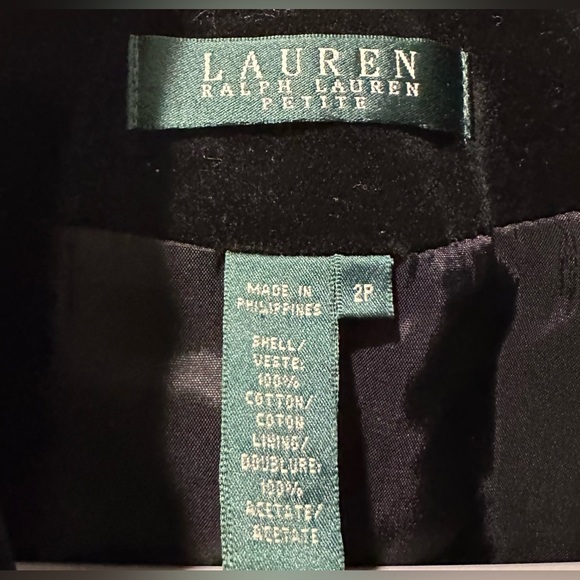 LAUREN
RALPH LAUREN
PETITE
MADE IN
PHILIPPINES
2P
SHELL/
VESTE:
100%
COTTON/
COTON
LINING/
DOUBLURE:
100%
ACETATE/
ACETATE